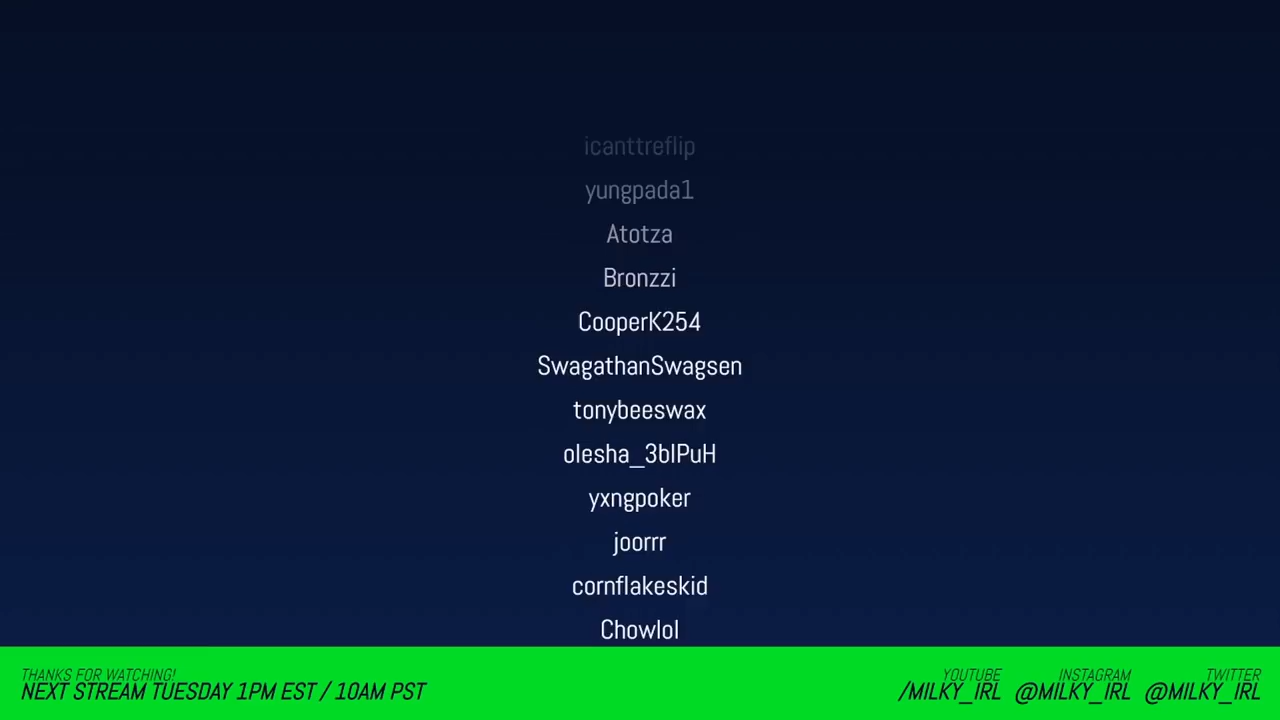 icanttreflip
yungpada1
Atotza
Bronzzi
CooperK254
SwagathanSwagsen
tonybeeswax
olesha_3blPuH
yxngpoker
joorrr
cornflakeskid
Chowlol
THANKS FOR WATCHING!
NEXT STREAM TUESDAY 1PM EST / 10AM PST
YOUTUBE
/MILKY_IRL
INSTAGRAM
@MILKY_IRL
TWITTER
@MILKY_IRL